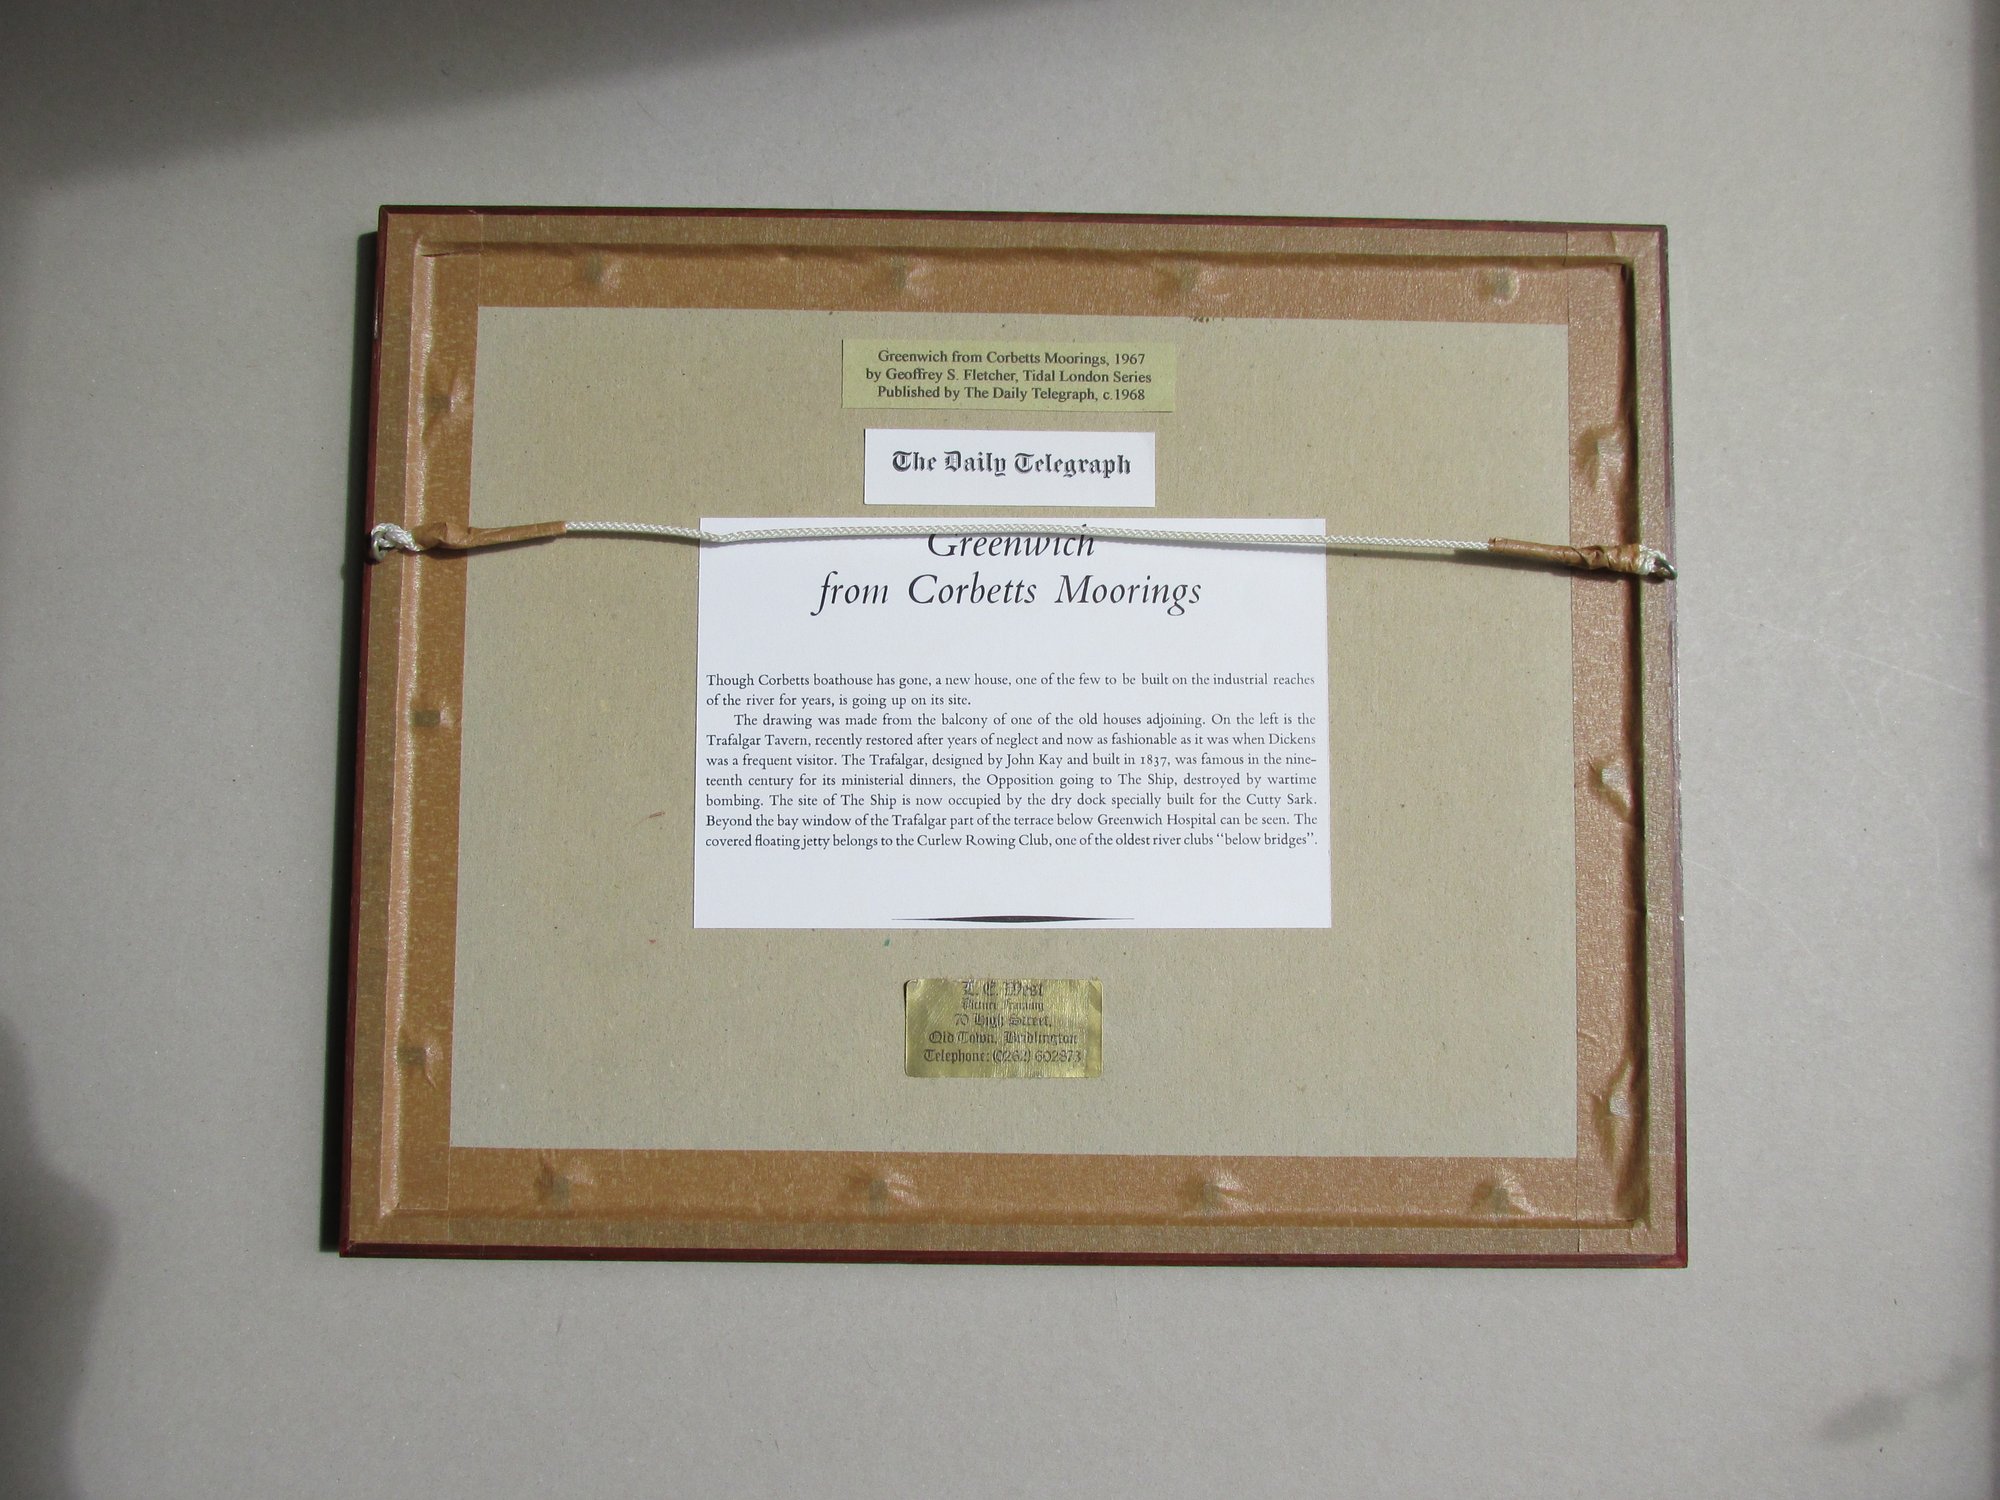 Greenwich from Corbetts Moorings, 1967
by Geoffrey S. Fletcher, Tidal London Series
Published by The Daily Telegraph, c.1968
The Daily Telegraph
Greenwich
from Corbetts Moorings
Though Corbetts boathouse has gone, a new house, one of the few to be built on the industrial reaches
of the river for years, is going up on its site.
The drawing was made from the balcony of one of the old houses adjoining. On the left is the
Trafalgar Tavern, recently restored after years of neglect and now as fashionable as it was when Dickens
was a frequent visitor. The Trafalgar, designed by John Kay and built in 1837, was famous in the nine-
teenth century for its ministerial dinners, the Opposition going to The Ship, destroyed by wartime
bombing. The site of The Ship is now occupied by the dry dock specially built for the Cutty Sark.
Beyond the bay window of the Trafalgar part of the terrace below Greenwich Hospital can be seen. The
covered floating jetty belongs to the Curlew Rowing Club, one of the oldest river clubs “below bridges”.
L. E. West
Picture Framing
70 High Street,
Old Town, Bridlington
Telephone: (0262) 602873